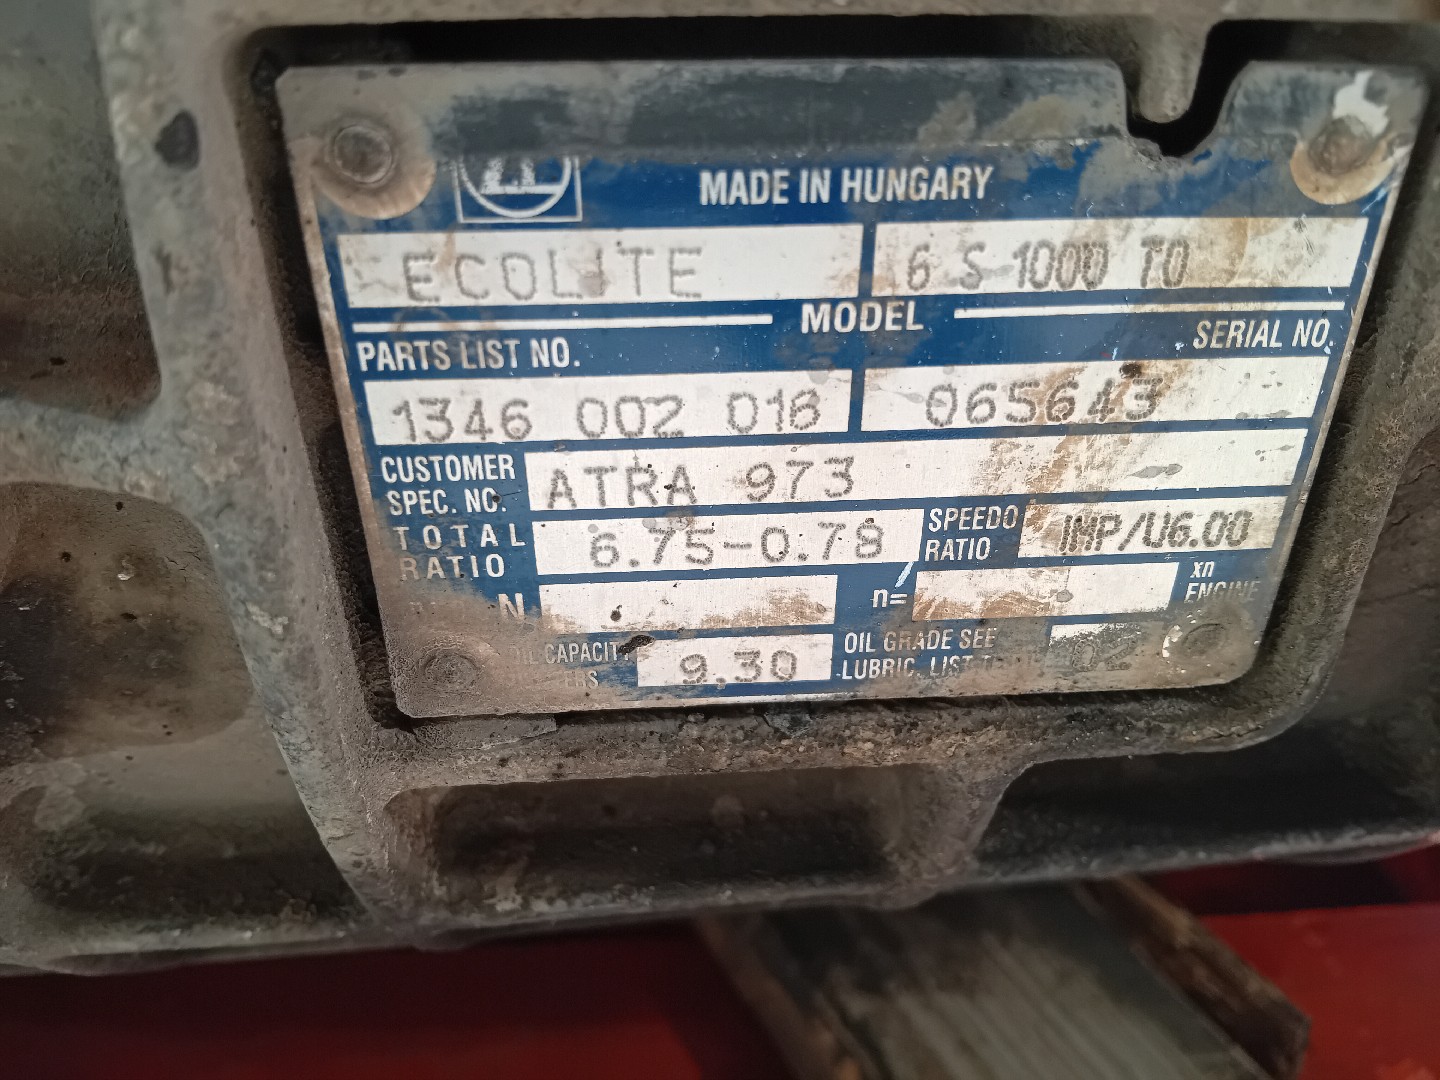 MADE IN HUNGARY
ECOLITE 6 S 1000 TO
MODEL
PARTS LIST NO. SERIAL NO.
1346 002 016 065643
CUSTOMER SPEC. NO. ATRA 973
TOTAL RATIO 6.75-0.78 SPEEDO RATIO IMP/U6.00
N n= xn ENGINE
OIL CAPACITY 9.30 OIL GRADE SEE
LUBRIC. LIST 02